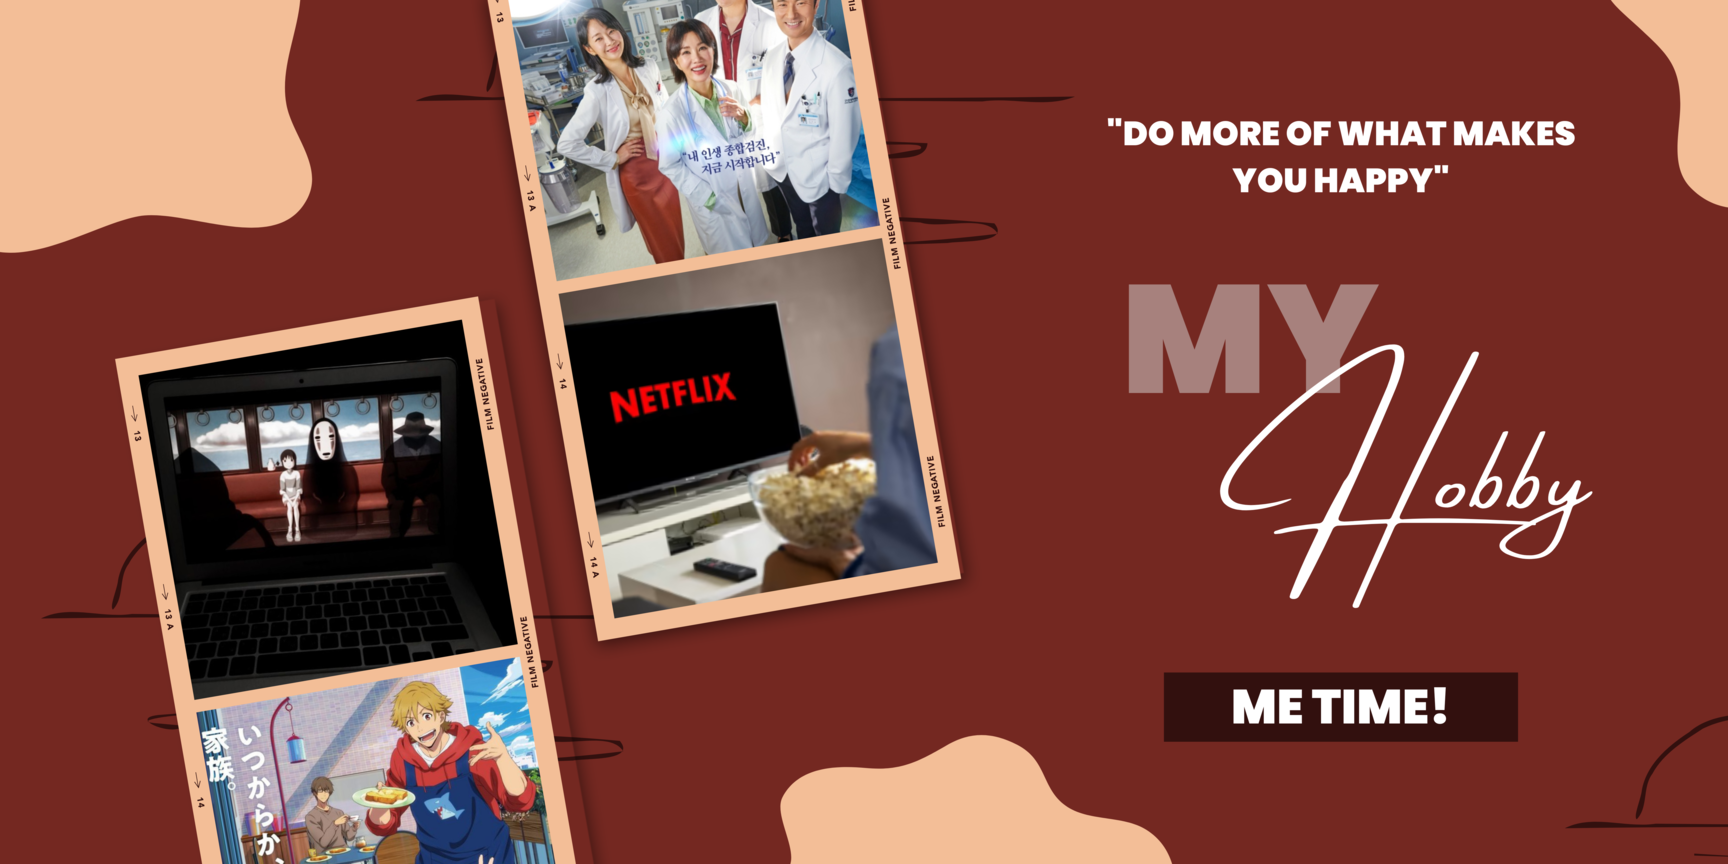 13
FIL
"내 인생 종합검진,
지금 시작합니다"
13 A
FILM NEGATIVE
14
NETFLIX
FILM NEGATIVE
14 A
13
FILM NEGATIVE
13 A
FILM NEGATIVE
14
いつからか、
家族。
"DO MORE OF WHAT MAKES
YOU HAPPY"
MY
Hobby
ME TIME!